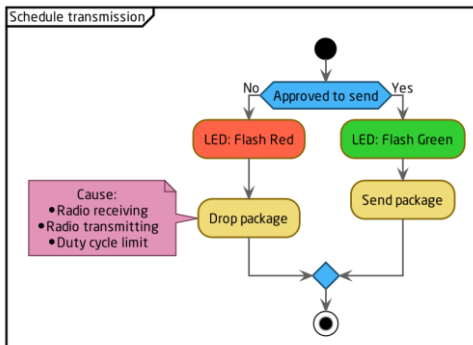 Schedule transmission
No
Yes
Approved to send
LED: Flash Red
LED: Flash Green
Cause:
•Radio receiving
•Radio transmitting
•Duty cycle limit
Drop package
Send package